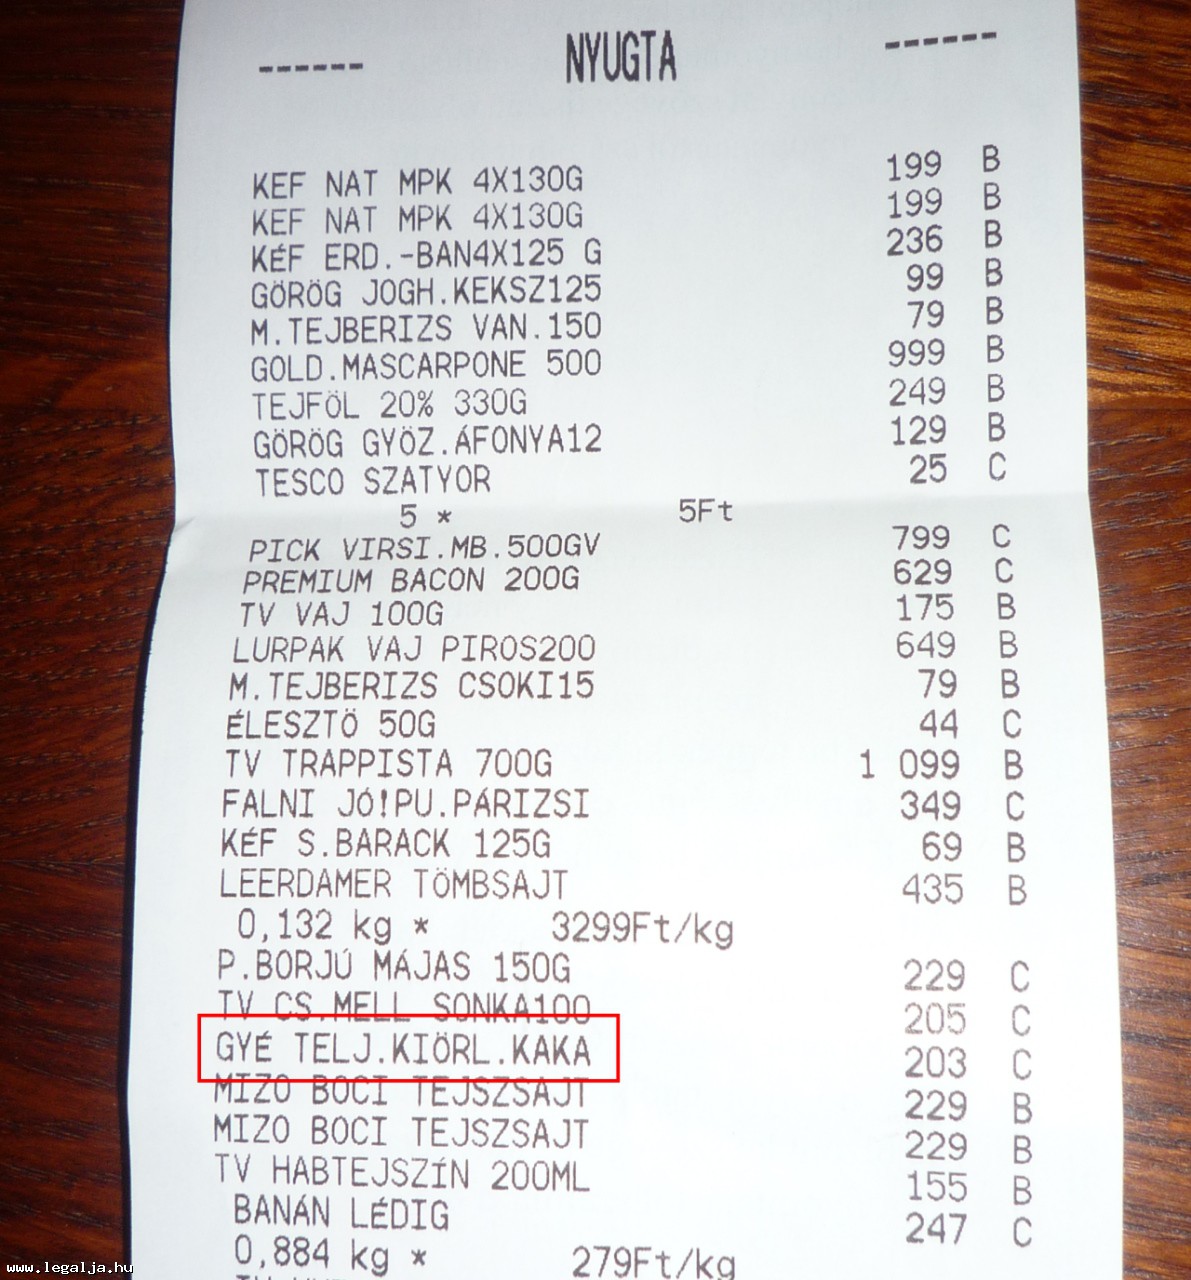 ------ NYUGTA ------
KEF NAT MPK 4X130G 199 B
KEF NAT MPK 4X130G 199 B
KÉF ERD.-BAN4X125 G 236 B
GÖRÖG JOGH.KEKSZ125 99 B
M.TEJBERIZS VAN.150 79 B
GOLD.MASCARPONE 500 999 B
TEJFÖL 20% 330G 249 B
GÖRÖG GYÖZ.ÁFONYA12 129 B
TESCO SZATYOR 25 C
5 * 5Ft
PICK VIRSI.MB.500GV 799 C
PREMIUM BACON 200G 629 C
TV VAJ 100G 175 B
LURPAK VAJ PIROS200 649 B
M.TEJBERIZS CSOKI15 79 B
ÉLESZTÖ 50G 44 C
TV TRAPPISTA 700G 1 099 B
FALNI JÓ!PU.PÁRIZSI 349 C
KÉF S.BARACK 125G 69 B
LEERDAMER TÖMBSAJT 435 B
0,132 kg * 3299Ft/kg
P.BORJÚ MÁJAS 150G 229 C
TV CS.MELL SONKA100 205 C
GYÉ TELJ.KIÖRL.KAKA 203 C
MIZO BOCI TEJSZSAJT 229 B
MIZO BOCI TEJSZSAJT 229 B
TV HABTEJSZÍN 200ML 155 B
BANÁN LÉDIG 247 C
0,884 kg * 279Ft/kg
www.legalja.hu